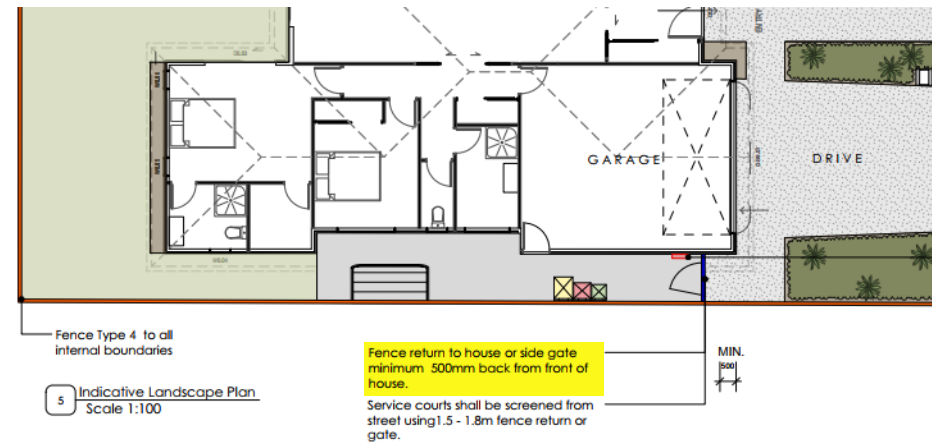 ENTRY
GARAGE
DRIVE
Fence Type 4 to all
internal boundaries
5 Indicative Landscape Plan
Scale 1:100
Fence return to house or side gate
minimum 500mm back from front of
house.
Service courts shall be screened from
street using1.5 - 1.8m fence return or
gate.
MIN.
500